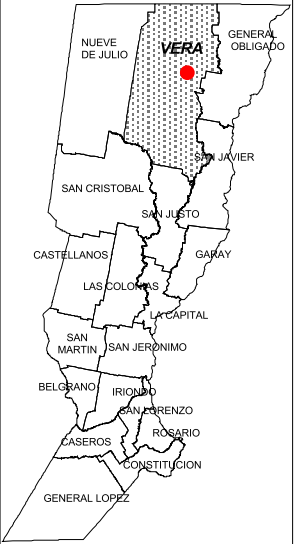 NUEVE
DE JULIO
VERA
GENERAL
OBLIGADO
SAN JAVIER
SAN CRISTOBAL
SAN JUSTO
CASTELLANOS
GARAY
LAS COLONIAS
LA CAPITAL
SAN
MARTIN
SAN JERONIMO
BELGRANO
IRIONDO
SAN LORENZO
ROSARIO
CASEROS
CONSTITUCION
GENERAL LOPEZ